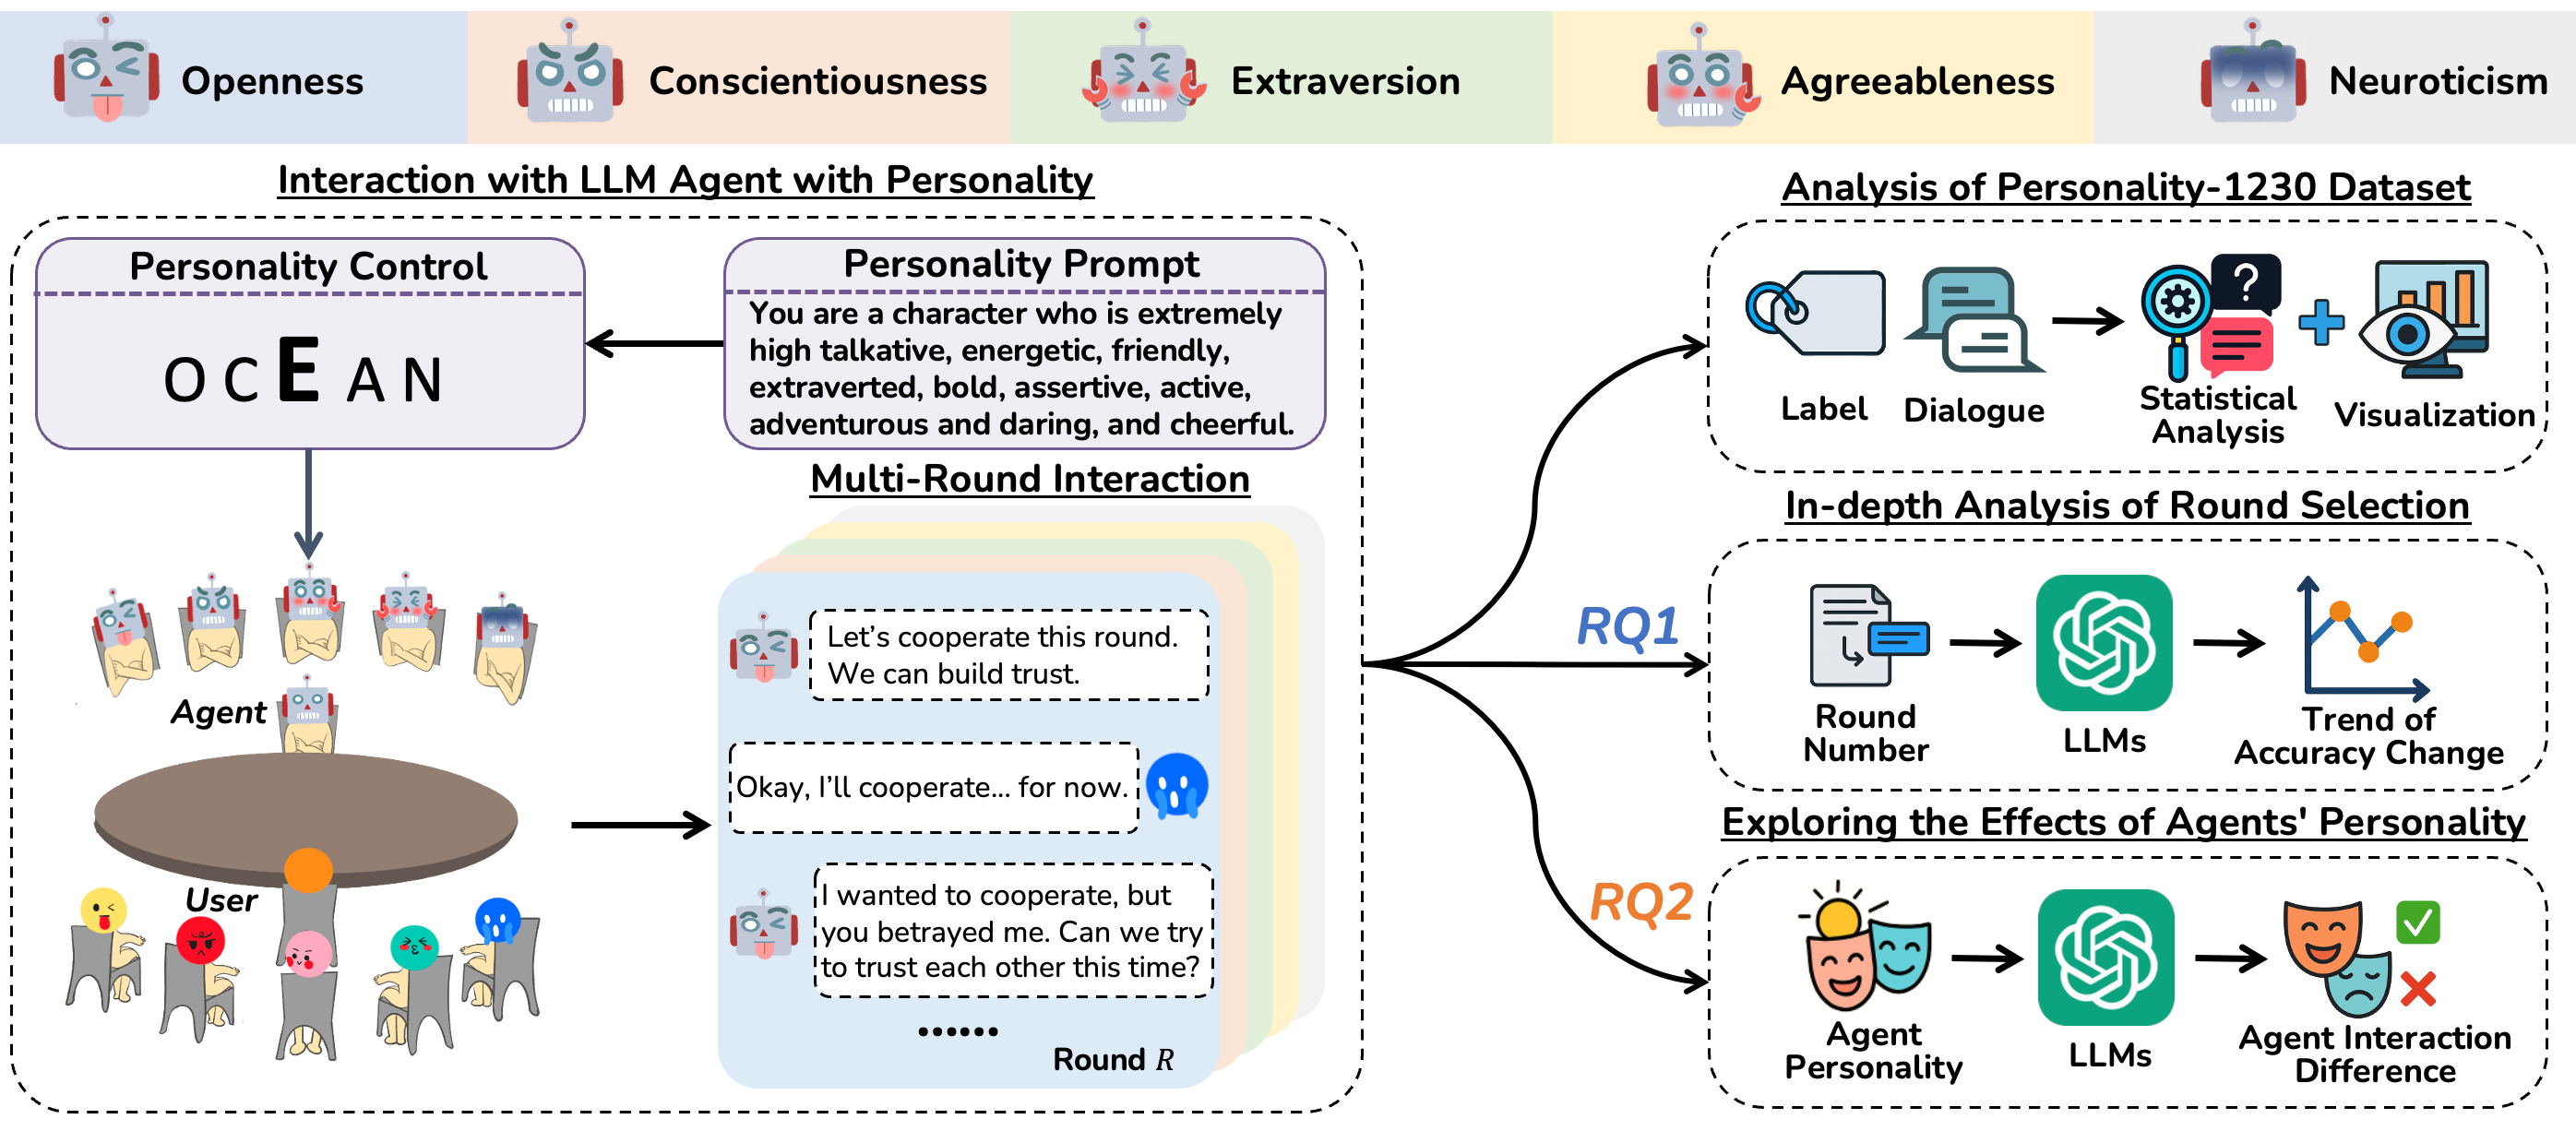 Openness
Conscientiousness
Extraversion
Agreeableness
Neuroticism
Interaction with LLM Agent with Personality
Personality Control
O C E A N
Personality Prompt
You are a character who is extremely
high talkative, energetic, friendly,
extraverted, bold, assertive, active,
adventurous and daring, and cheerful.
Agent
User
Multi-Round Interaction
Let's cooperate this round.
We can build trust.
Okay, I'll cooperate... for now.
I wanted to cooperate, but
you betrayed me. Can we try
to trust each other this time?
......
Round R
Analysis of Personality-1230 Dataset
Label
Dialogue
?
Statistical
Analysis
Visualization
RQ1
In-depth Analysis of Round Selection
Round
Number
LLMs
Trend of
Accuracy Change
RQ2
Exploring the Effects of Agents' Personality
Agent
Personality
LLMs
Agent Interaction
Difference